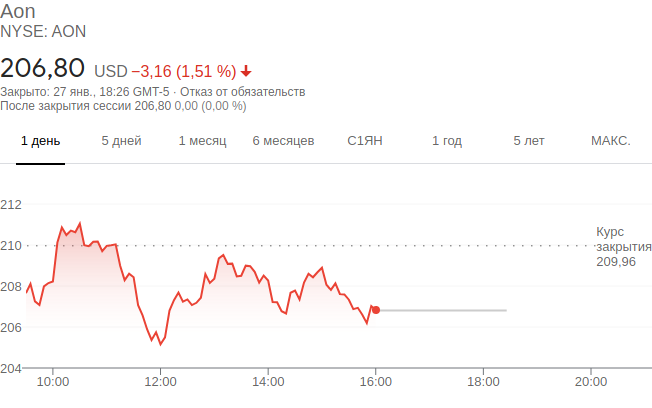 Aon
NYSE: AON
206,80 USD −3,16 (1,51 %)
Закрыто: 27 янв., 18:26 GMT-5 · Отказ от обязательств
После закрытия сессии 206,80 0,00 (0,00 %)
1 день 5 дней 1 месяц 6 месяцев С1ЯН 1 год 5 лет МАКС.
212
210
208
206
204
Курс
закрытия
209,96
10:00 12:00 14:00 16:00 18:00 20:00